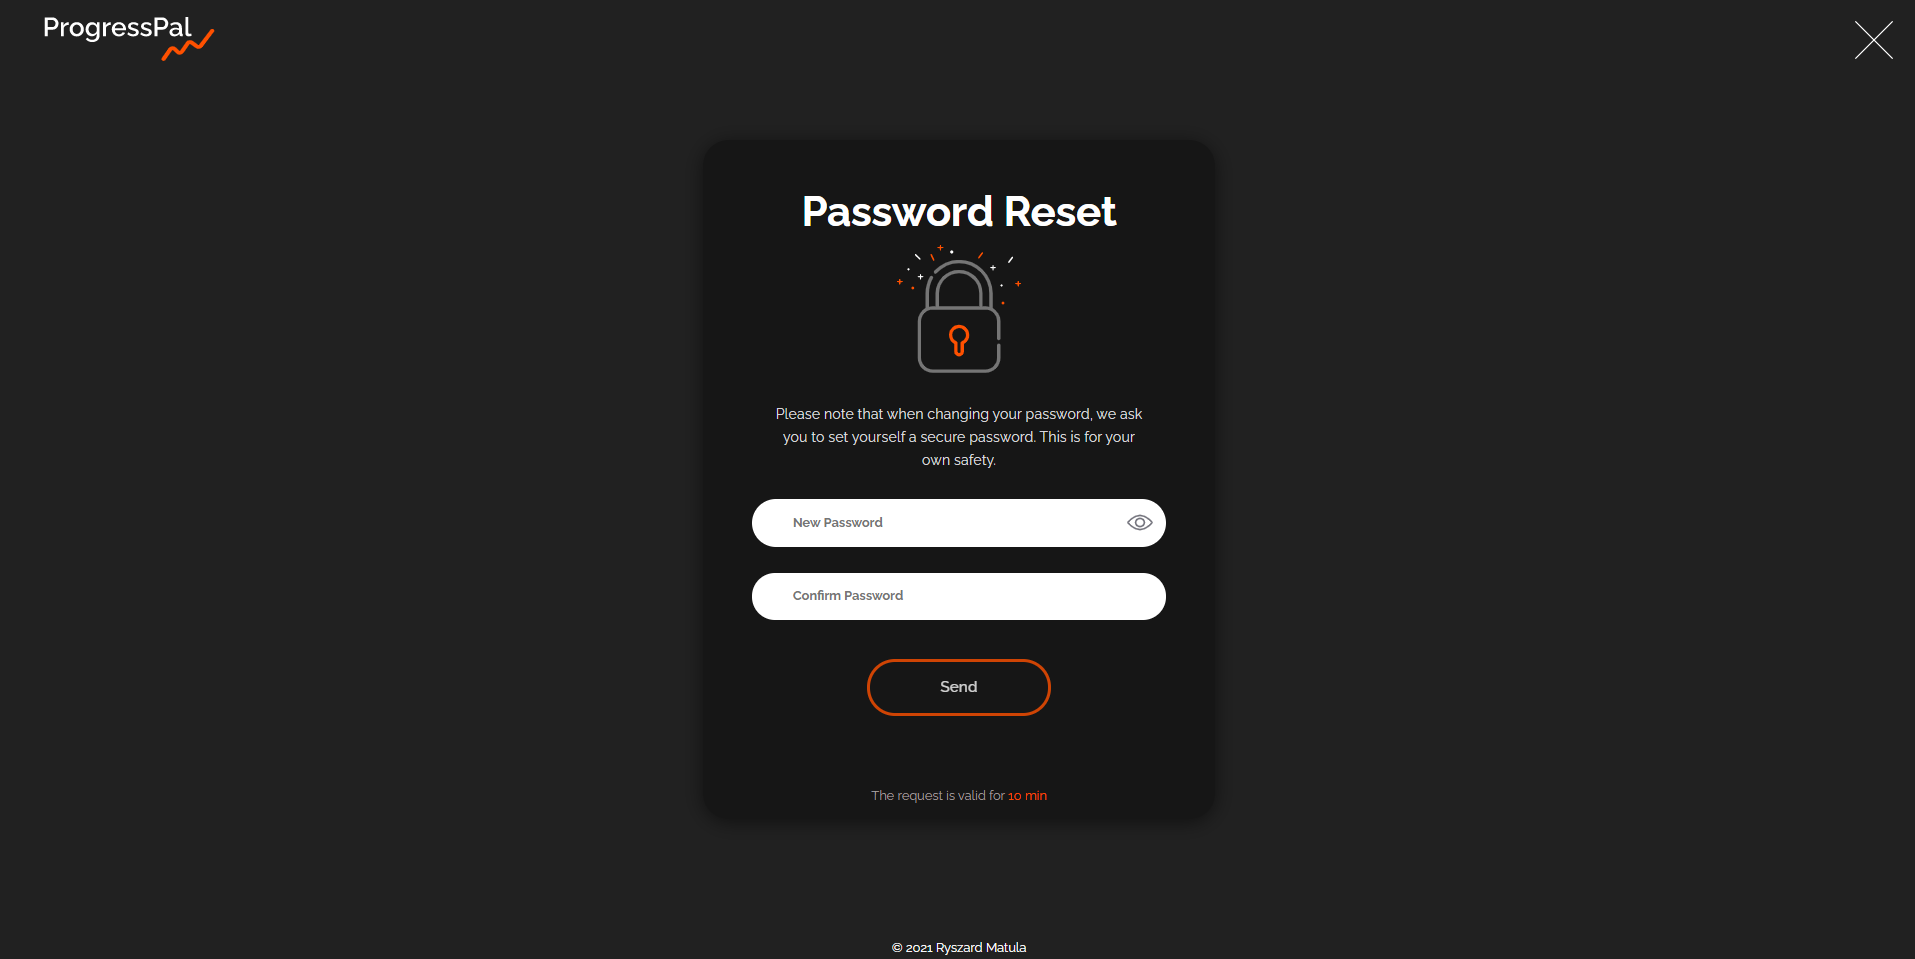 ProgressPal
Password Reset
Please note that when changing your password, we ask
you to set yourself a secure password. This is for your
own safety.
New Password
Confirm Password
Send
The request is valid for 10 min
© 2021 Ryszard Matula